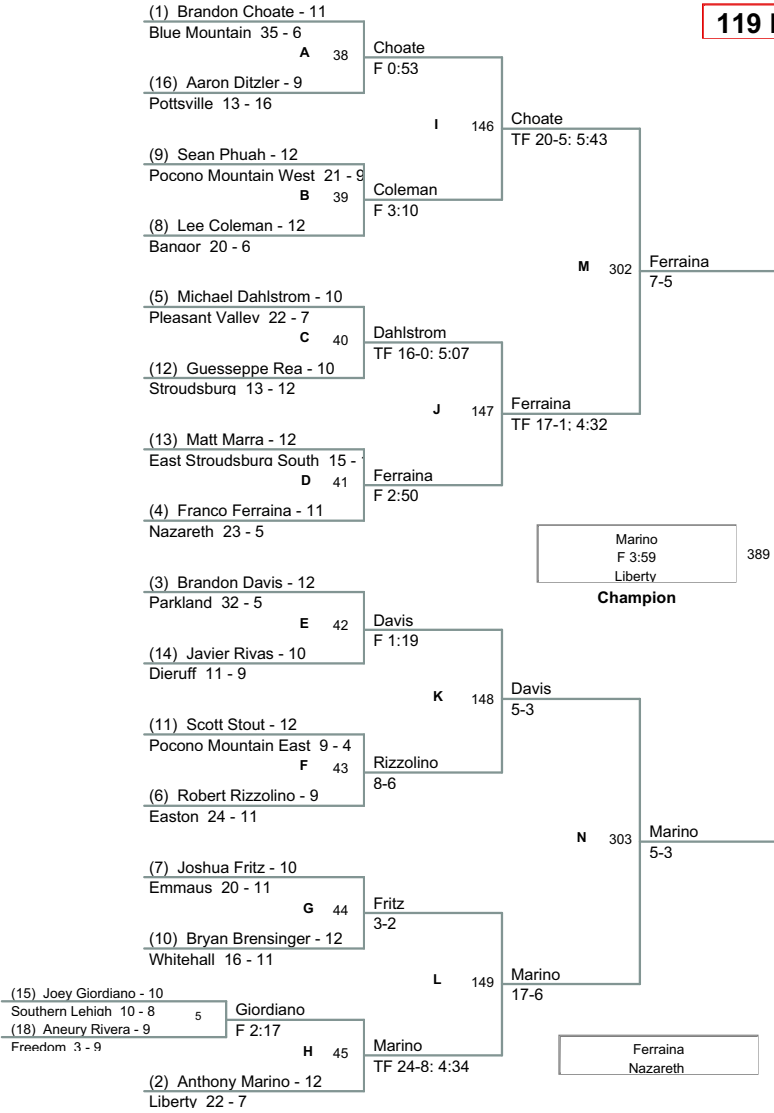 119 
(1) Brandon Choate - 11
Blue Mountain 35 - 6
A 38
(16) Aaron Ditzler - 9
Pottsville 13 - 16
Choate
F 0:53
I 146
(9) Sean Phuah - 12
Pocono Mountain West 21 - 9
B 39
(8) Lee Coleman - 12
Bangor 20 - 6
Coleman
F 3:10
Choate
TF 20-5; 5:43
(5) Michael Dahlstrom - 10
Pleasant Valley 22 - 7
C 40
(12) Guesseppe Rea - 10
Stroudsburg 13 - 12
Dahlstrom
TF 16-0; 5:07
J 147
(13) Matt Marra - 12
East Stroudsburg South 15 -
D 41
(4) Franco Ferraina - 11
Nazareth 23 - 5
Ferraina
F 2:50
Ferraina
TF 17-1; 4:32
M 302
Ferraina
7-5
Marino
F 3:59
Liberty
389
Champion
(3) Brandon Davis - 12
Parkland 32 - 5
E 42
(14) Javier Rivas - 10
Dieruff 11 - 9
Davis
F 1:19
K 148
(11) Scott Stout - 12
Pocono Mountain East 9 - 4
F 43
(6) Robert Rizzolino - 9
Easton 24 - 11
Rizzolino
8-6
Davis
5-3
N 303
Marino
5-3
(7) Joshua Fritz - 10
Emmaus 20 - 11
G 44
(10) Bryan Brensinger - 12
Whitehall 16 - 11
Fritz
3-2
L 149
Marino
17-6
(15) Joey Giordano - 10
Southern Lehigh 10 - 8
5
(18) Aneury Rivera - 9
Freedom 3 - 9
Giordano
F 2:17
H 45
(2) Anthony Marino - 12
Liberty 22 - 7
Marino
TF 24-8; 4:34
Ferraina
Nazareth